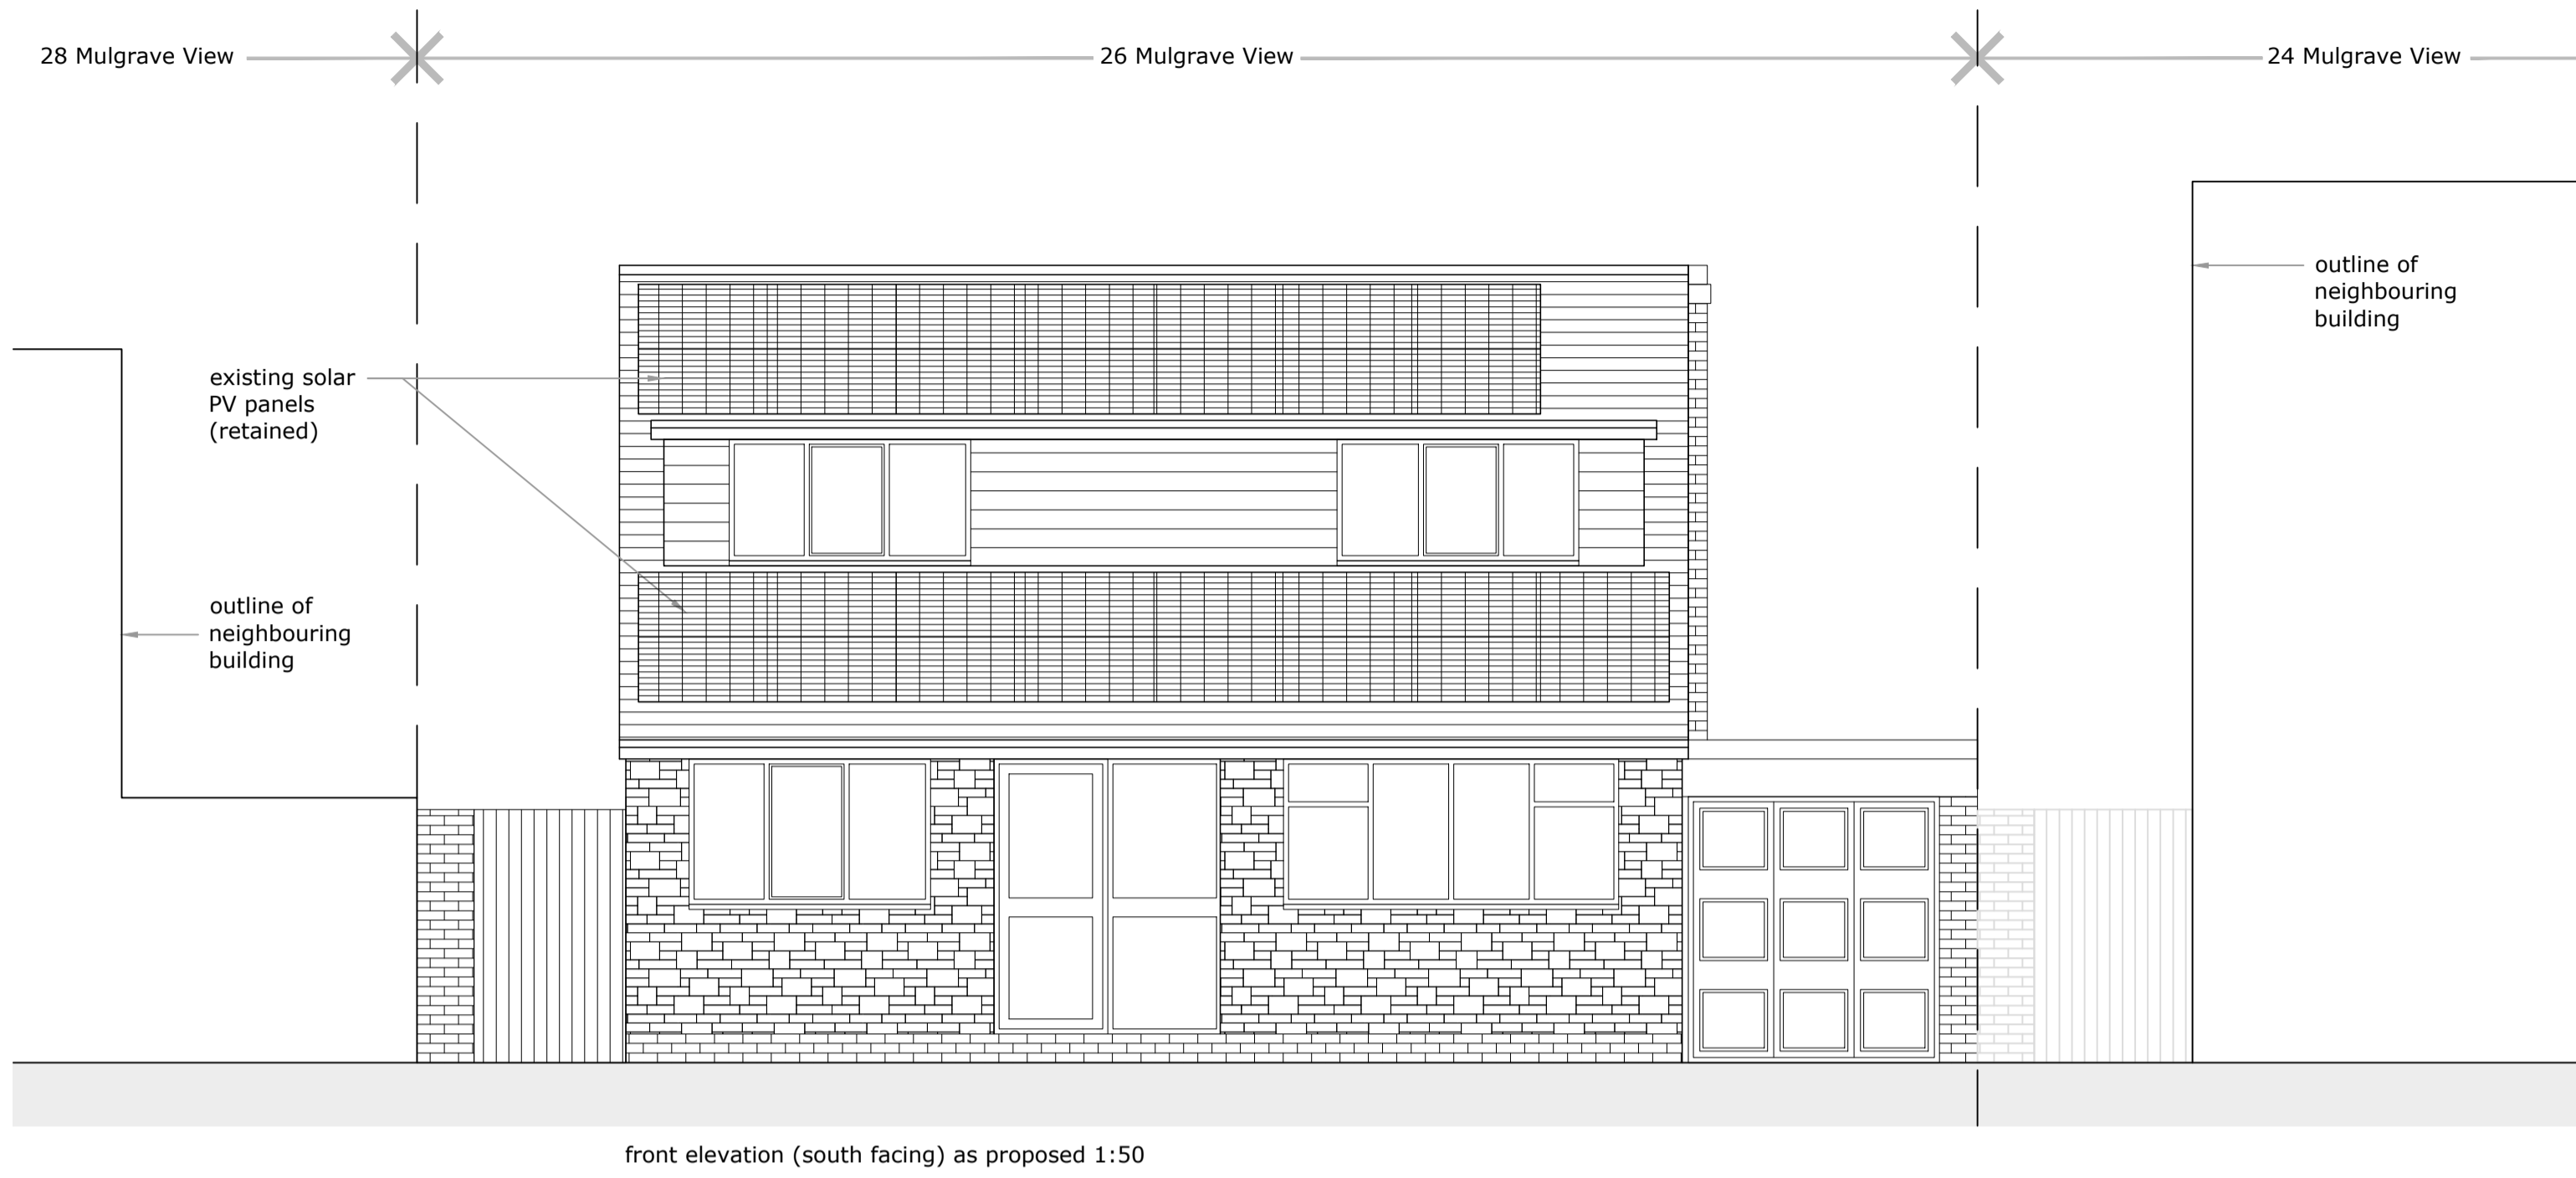 28 Mulgrave View
26 Mulgrave View
24 Mulgrave View
outline of
neighbouring
building
existing solar
PV panels
(retained)
outline of
neighbouring
building
front elevation (south facing) as proposed 1:50